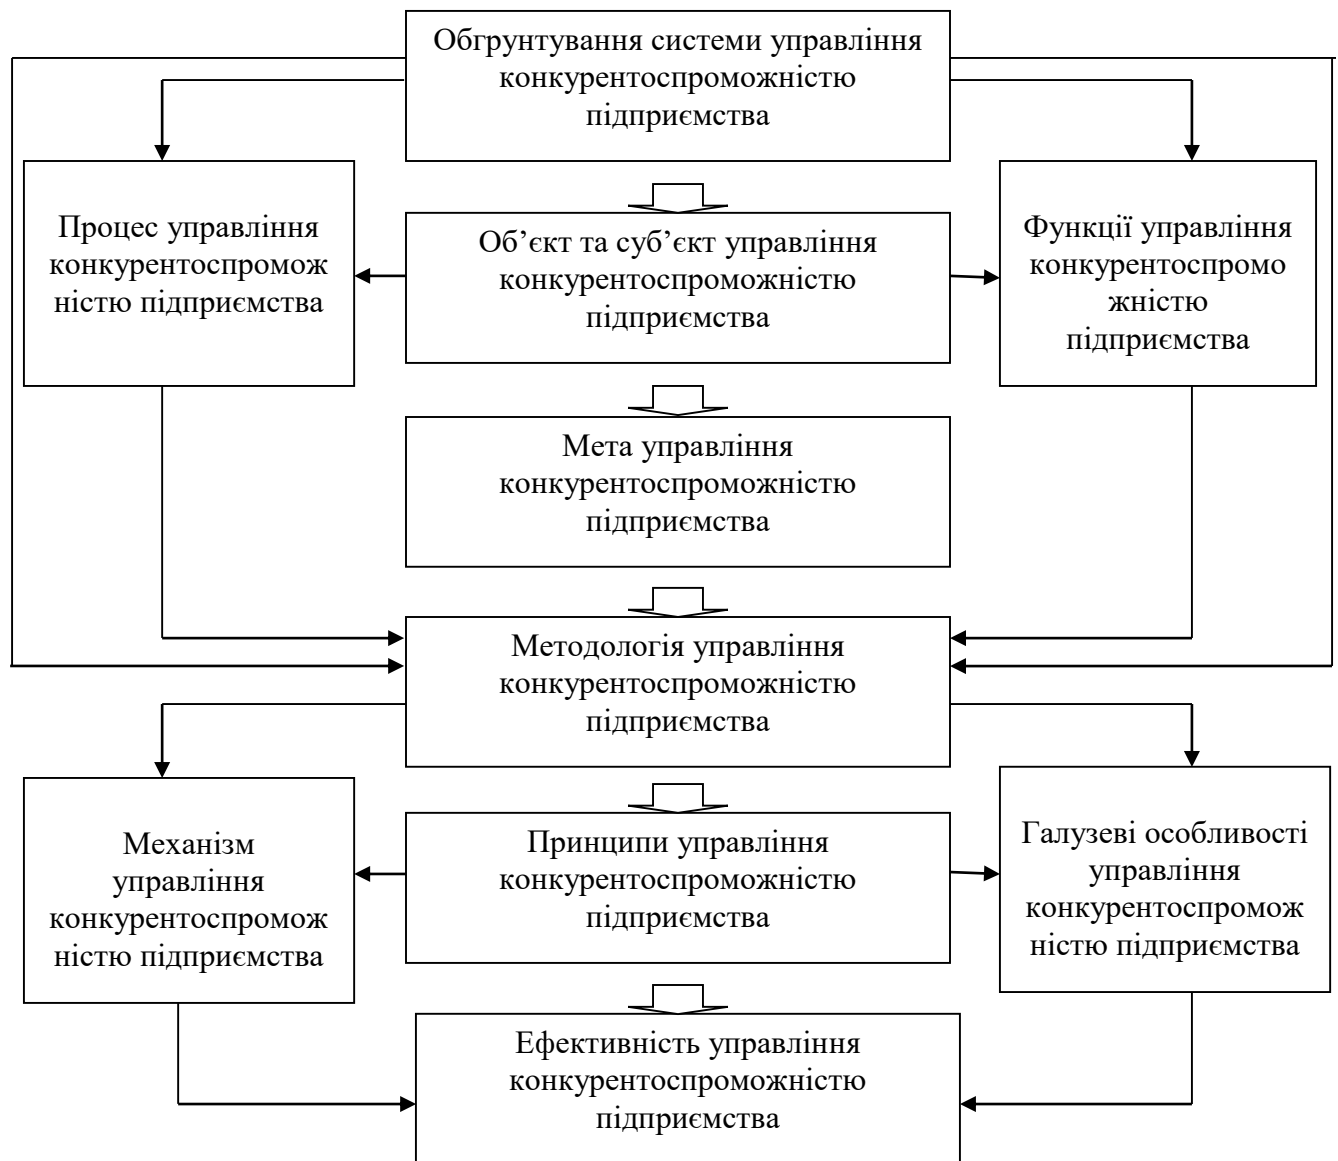 Обгрунтування системи управління
конкурентоспроможністю
підприємства
Процес управління
конкурентоспромож
ністю підприємства
Об’єкт та суб’єкт управління
конкурентоспроможністю
підприємства
Функції управління
конкурентоспромо
жністю
підприємства
Мета управління
конкурентоспроможністю
підприємства
Методологія управління
конкурентоспроможністю
підприємства
Механізм
управління
конкурентоспромож
ністю підприємства
Принципи управління
конкурентоспроможністю
підприємства
Галузеві особливості
управління
конкурентоспромож
ністю підприємства
Ефективність управління
конкурентоспроможністю
підприємства